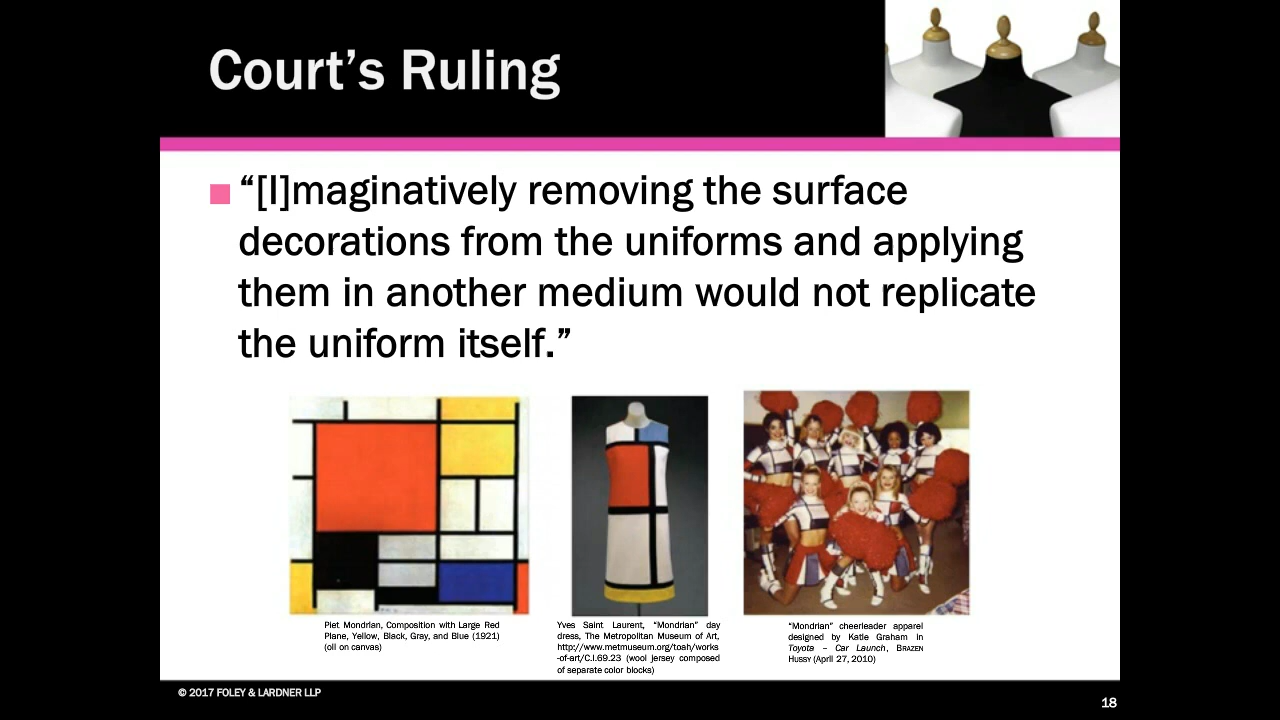 Court’s Ruling
“[I]maginatively removing the surface
decorations from the uniforms and applying
them in another medium would not replicate
the uniform itself.”
Piet Mondrian, Composition with Large Red
Plane, Yellow, Black, Gray, and Blue (1921)
(oil on canvas)
Yves Saint Laurent, “Mondrian” day
dress, The Metropolitan Museum of Art,
http://www.metmuseum.org/toah/works
-of-art/C.I.69.23 (wool jersey composed
of separate color blocks)
“Mondrian” cheerleader apparel
designed by Katie Graham in
Toyota – Car Launch, BRAZEN
HUSSY (April 27, 2010)
© 2017 FOLEY & LARDNER LLP
18